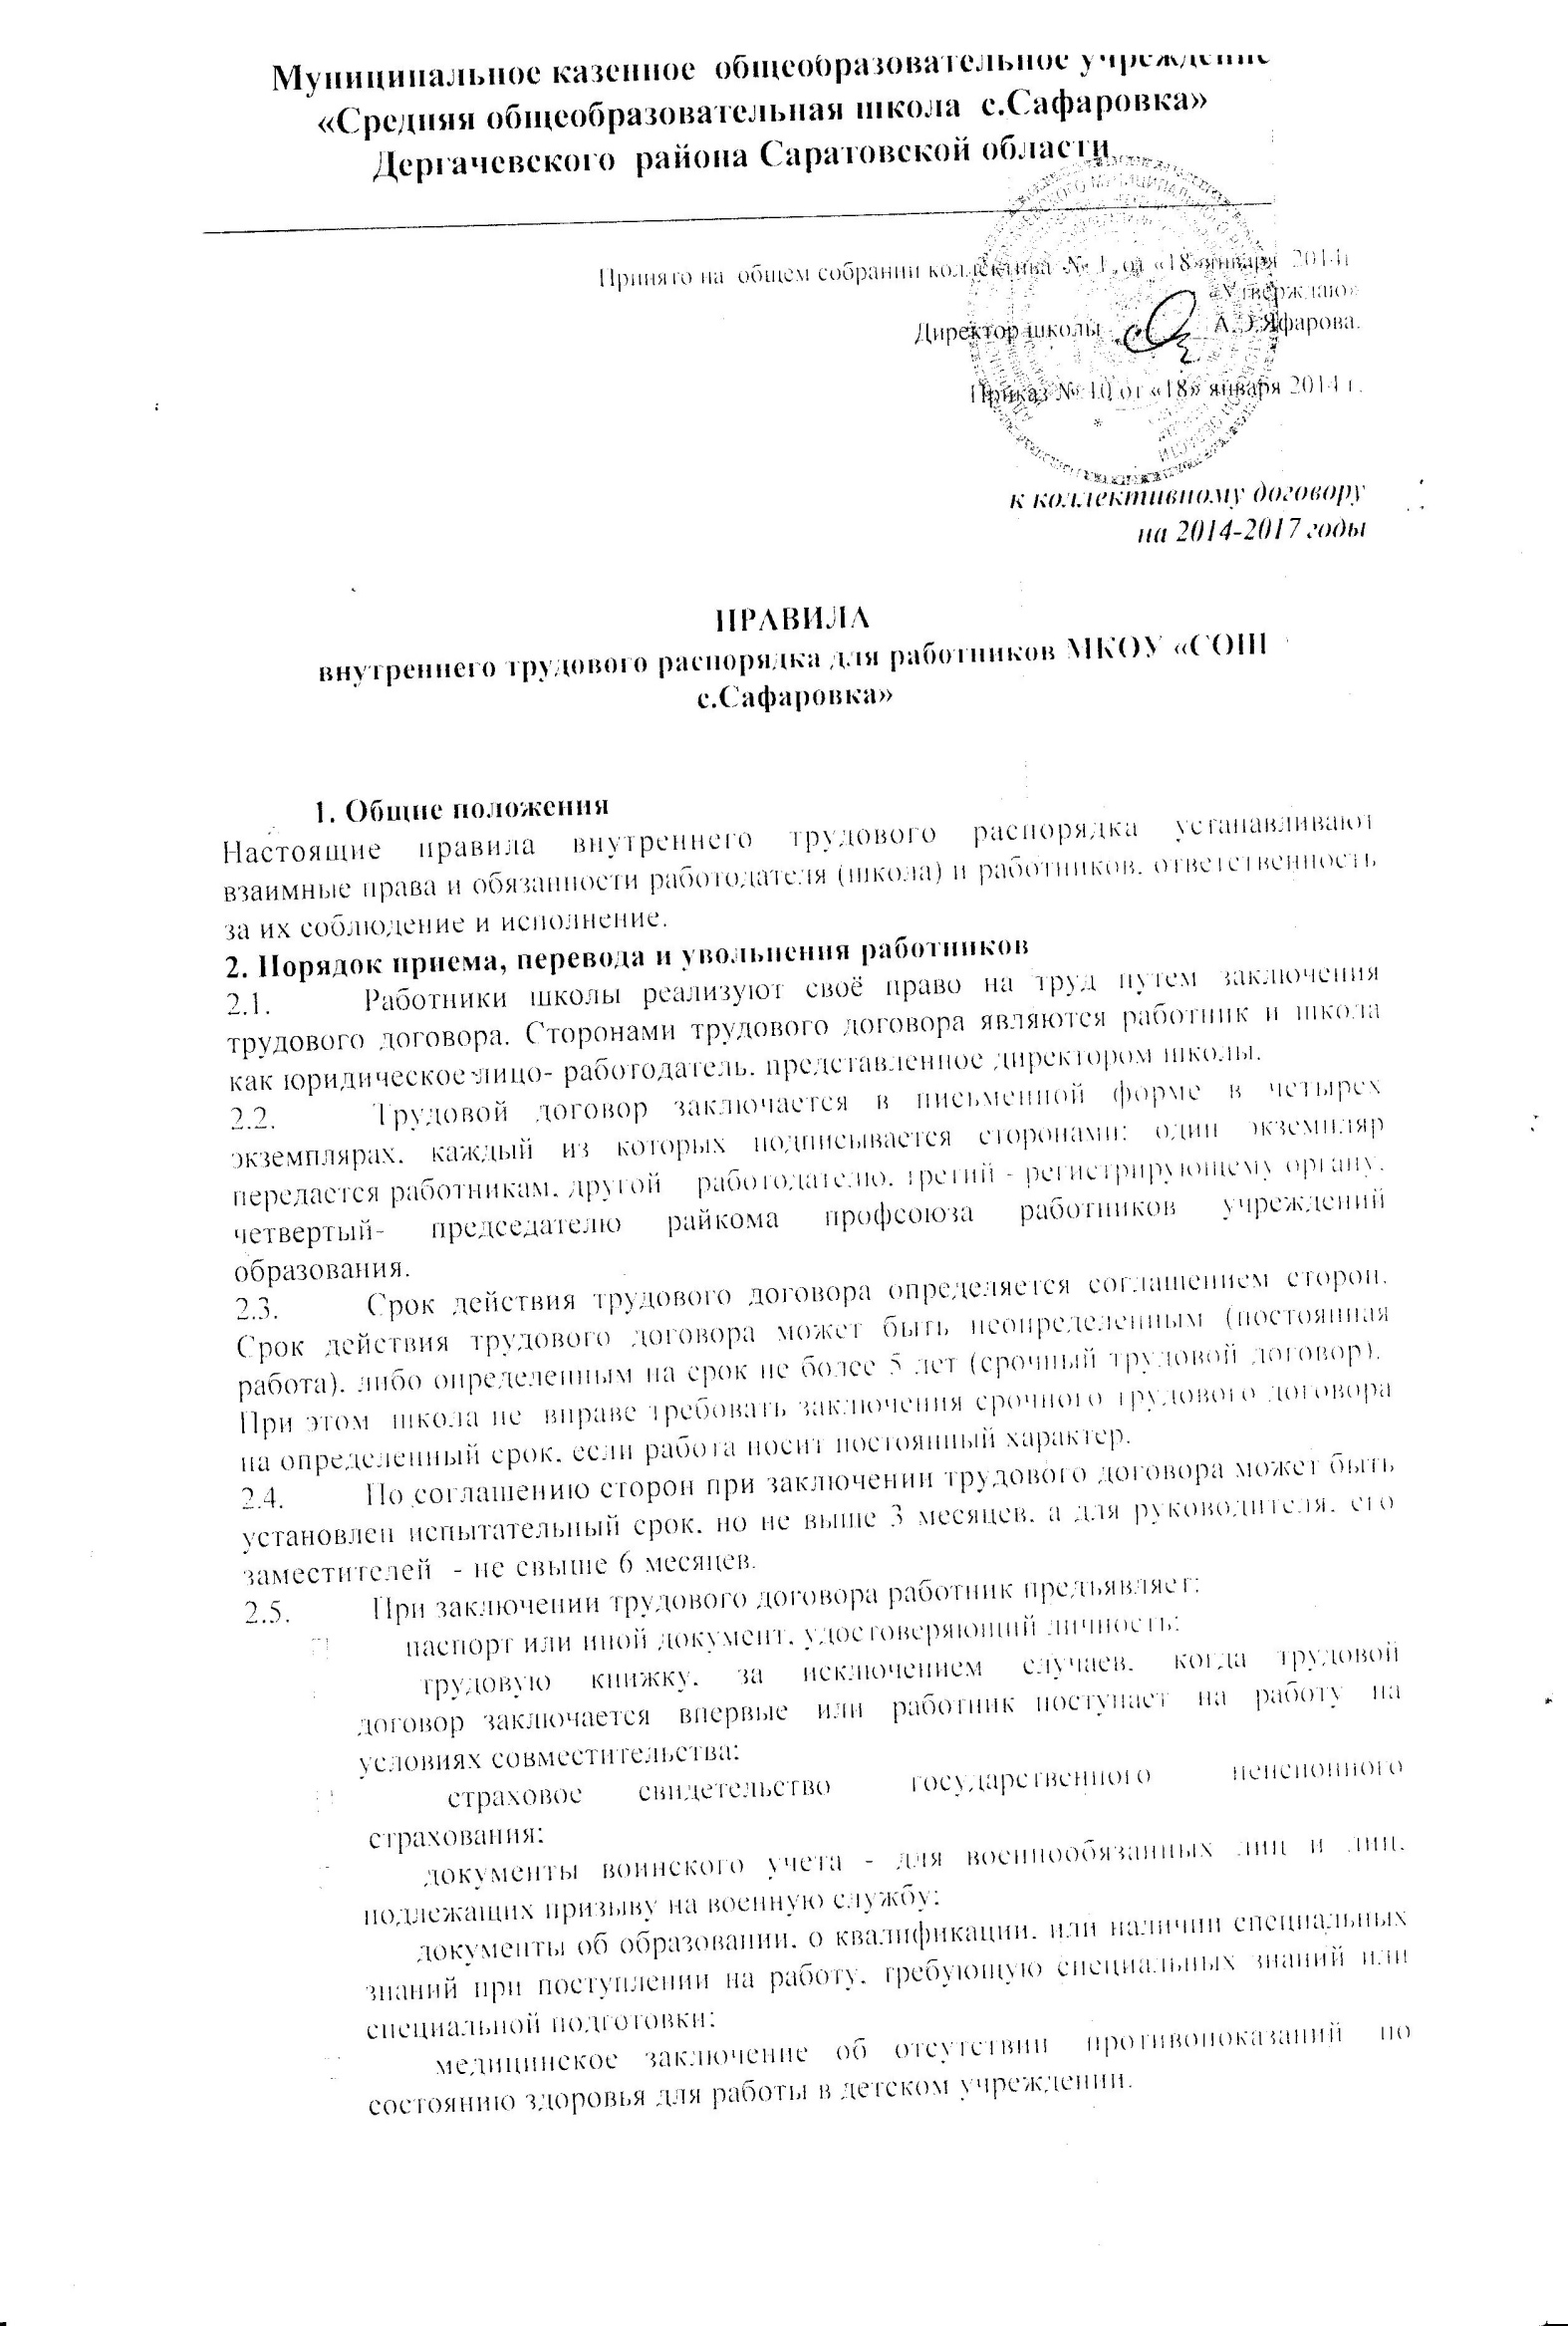 Муниципальное казенное общеобразовательное учреждение
«Средняя общеобразовательная школа с.Сафаровка»
Дергачевского района Саратовской области
Принято на общем собрании коллектива № 1, от «18»января 2014г
«Утверждаю»
Директор школы А. Яфарова.
Приказ № 10 от «18» января 2014 г.
к коллективному договору
на 2014-2017 годы
ПРАВИЛА
внутреннего трудового распорядка для работников МКОУ «СОШ
с.Сафаровка»
1. Общие положения
Настоящие правила внутреннего трудового распорядка устанавливают
взаимные права и обязанности работодателя (школа) и работников, ответственность
за их соблюдение и исполнение.
2. Порядок приема, перевода и увольнения работников
2.1. Работники школы реализуют своё право на труд путем заключения
трудового договора. Сторонами трудового договора являются работник и школа
как юридическое лицо- работодатель, представленное директором школы.
2.2. Трудовой договор заключается в письменной форме в четырех
экземплярах, каждый из которых подписывается сторонами: один экземпляр
передается работникам, другой работодателю, третий - регистрирующему органу,
четвертый- председателю райкома профсоюза работников учреждений
образования.
2.3. Срок действия трудового договора определяется соглашением сторон.
Срок действия трудового договора может быть неопределенным (постоянная
работа), либо определенным на срок не более 5 лет (срочный трудовой договор).
При этом школа не вправе требовать заключения срочного трудового договора
на определенный срок, если работа носит постоянный характер.
2.4. По соглашению сторон при заключении трудового договора может быть
установлен испытательный срок, но не выше 3 месяцев, а для руководителя, его
заместителей - не свыше 6 месяцев.
2.5. При заключении трудового договора работник предъявляет:
паспорт или иной документ, удостоверяющий личность;
трудовую книжку, за исключением случаев, когда трудовой
договор заключается впервые или работник поступает на работу на
условиях совместительства;
страховое свидетельство государственного пенсионного
страхования;
документы воинского учета - для военнообязанных лиц и лиц,
подлежащих призыву на военную службу;
документы об образовании, о квалификации, или наличии специальных
знаний при поступлении на работу, требующую специальных знаний или
специальной подготовки;
медицинское заключение об отсутствии противопоказаний по
состоянию здоровья для работы в детском учреждении.